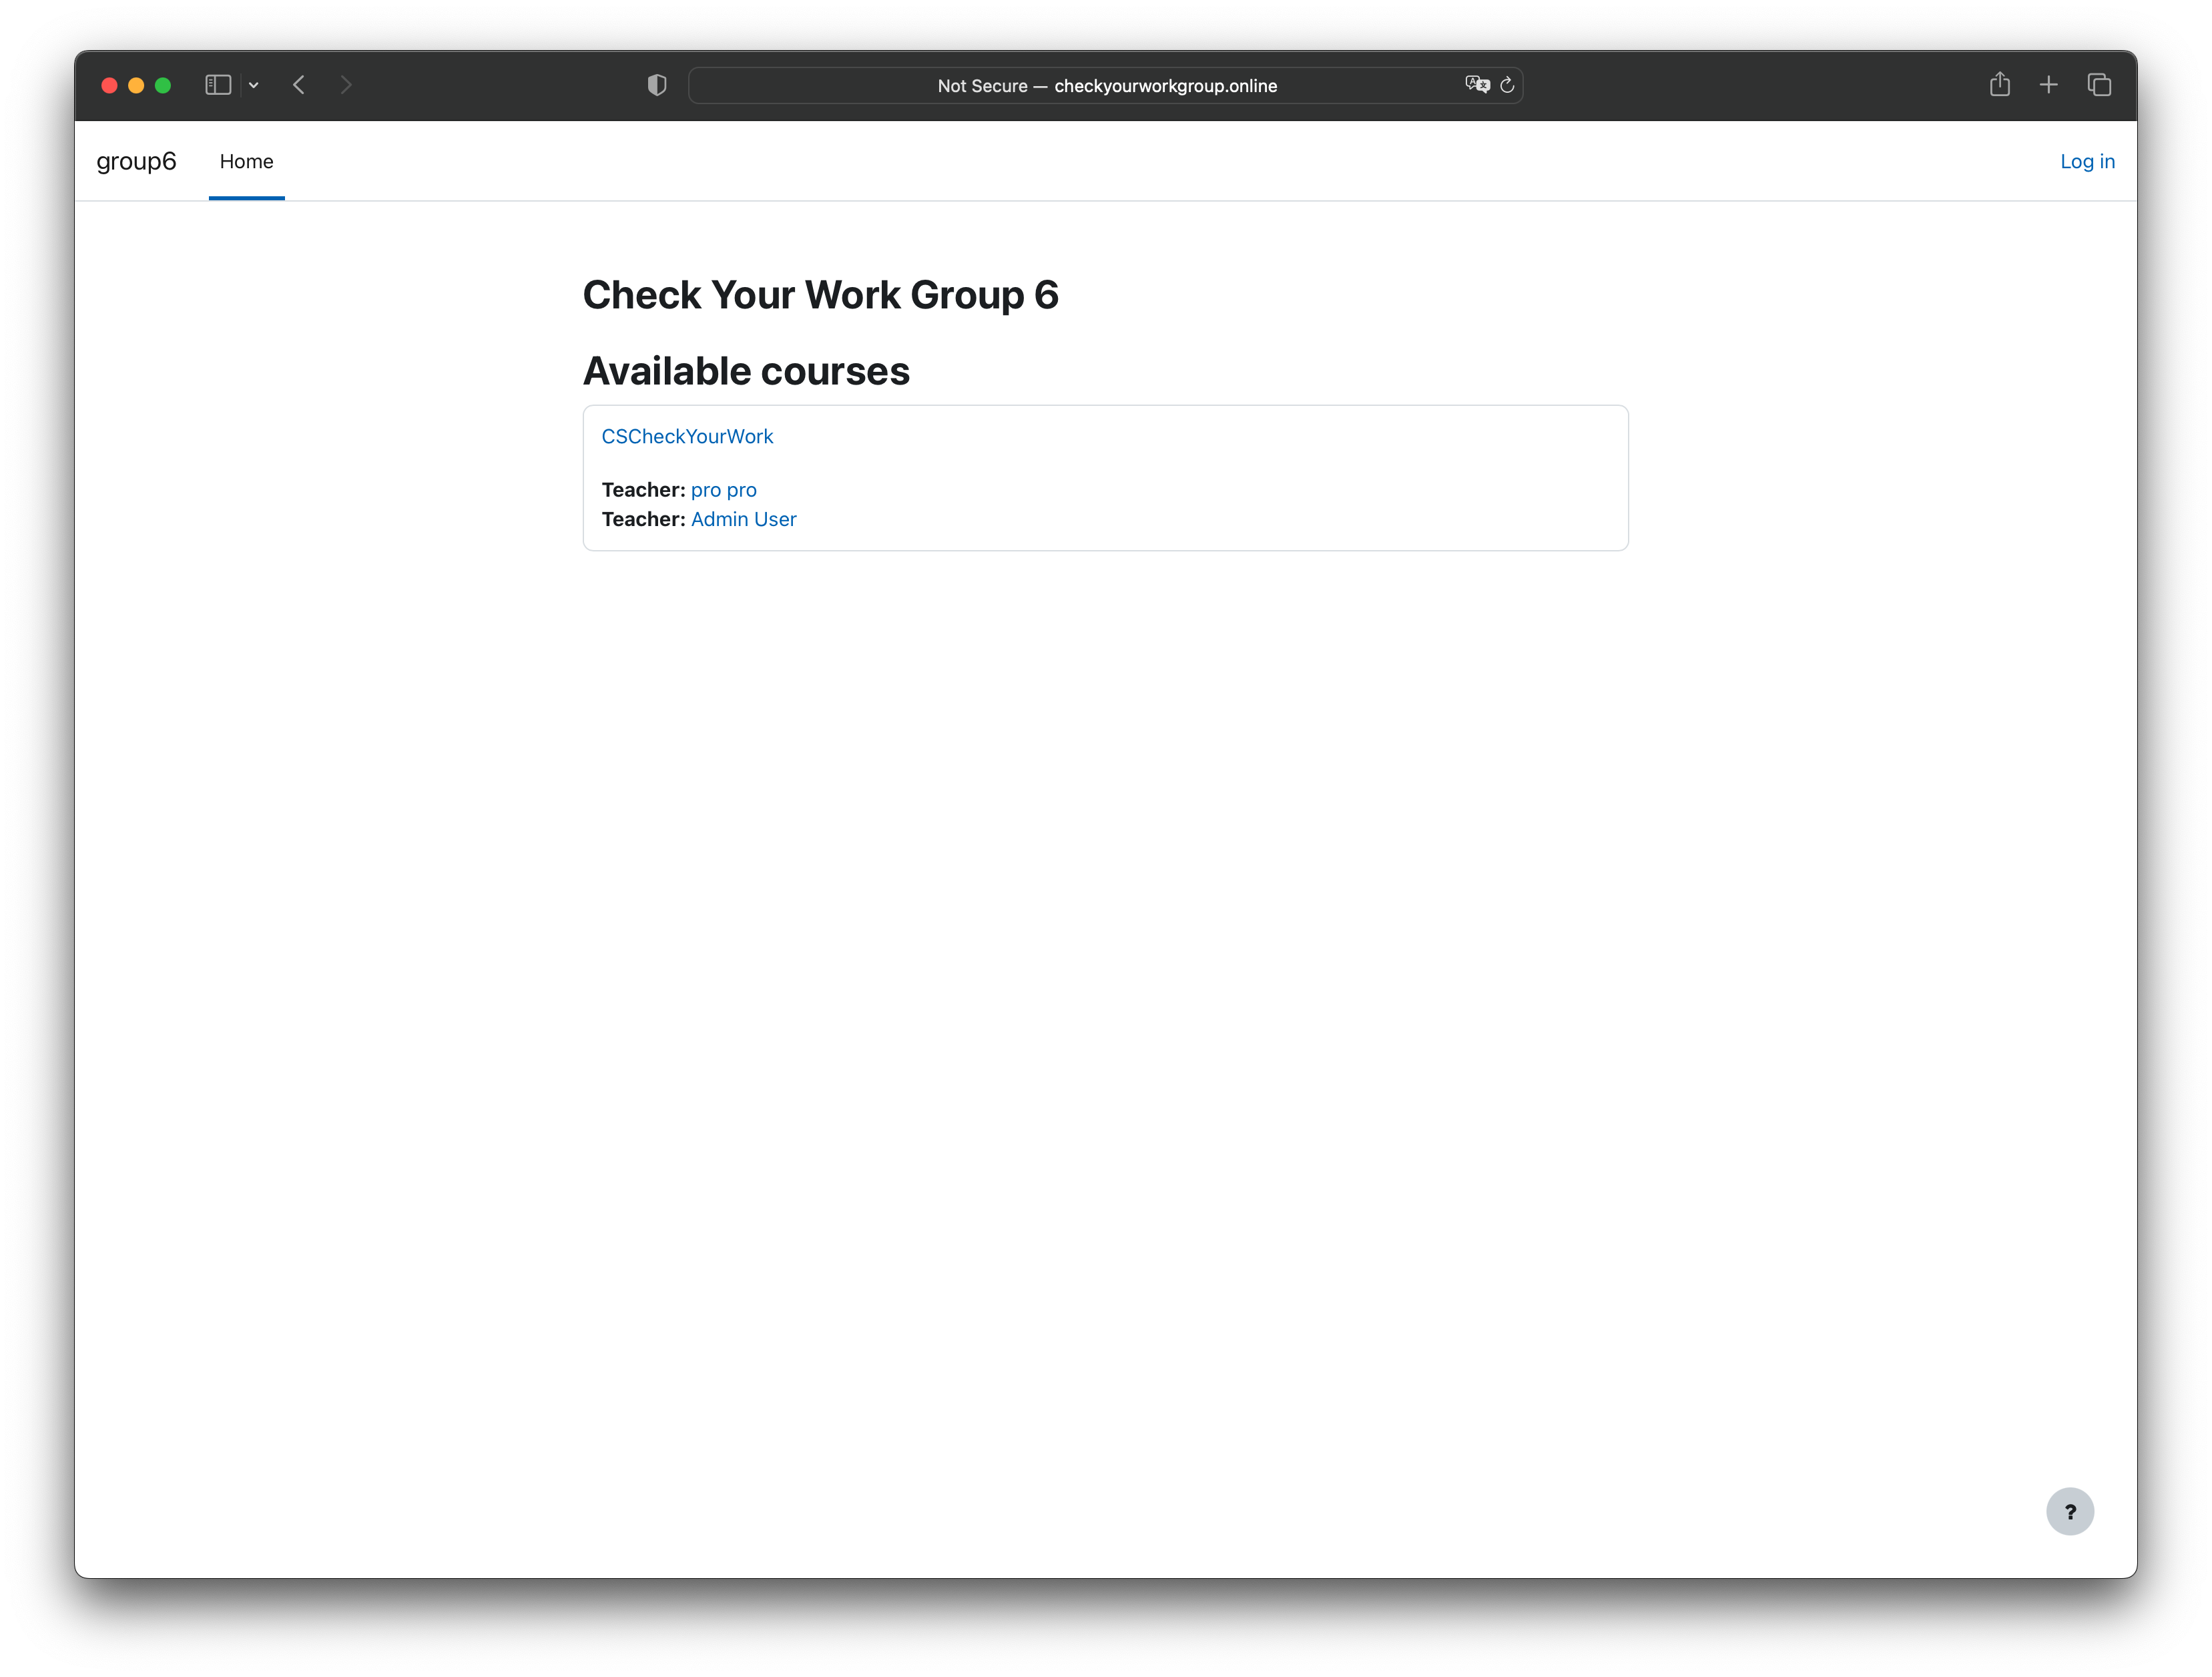 Not Secure — checkyourworkgroup.online
group6
Home
Log in
Check Your Work Group 6
Available courses
CSCheckYourWork
Teacher: pro pro
Teacher: Admin User
?